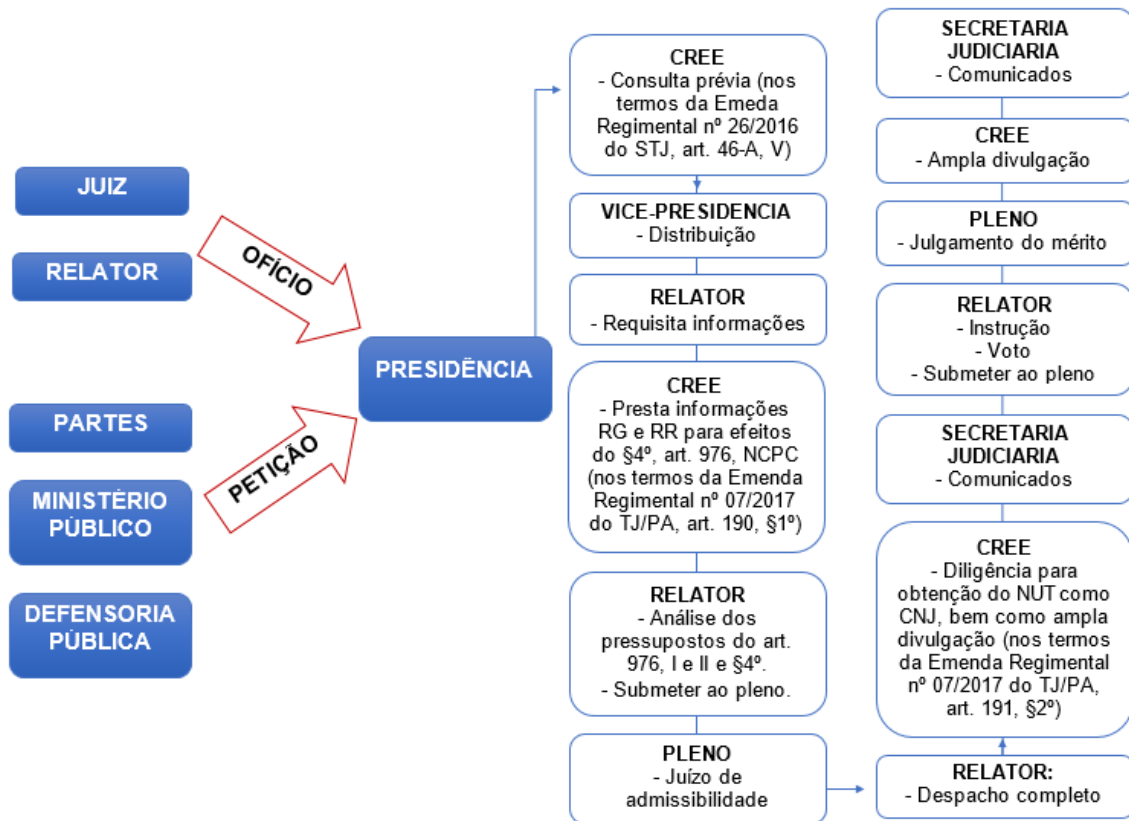 JUIZ
RELATOR
OFÍCIO
PARTES
MINISTÉRIO
PÚBLICO
DEFENSORIA
PÚBLICA
PETIÇÃO
PRESIDÊNCIA
CREE
- Consulta prévia (nos
termos da Emeda
Regimental nº 26/2016
do STJ, art. 46-A, V)
VICE-PRESIDENCIA
- Distribuição
RELATOR
- Requisita informações
CREE
- Presta informações
RG e RR para efeitos
do §4º, art. 976, NCPC
(nos termos da Emenda
Regimental nº 07/2017
do TJ/PA, art. 190, §1º)
RELATOR
- Análise dos
pressupostos do art.
976, I e II e §4º.
- Submeter ao pleno.
PLENO
- Juízo de
admissibilidade
RELATOR:
- Despacho completo
CREE
- Diligência para
obtenção do NUT como
CNJ, bem como ampla
divulgação (nos termos
da Emenda Regimental
nº 07/2017 do TJ/PA,
art. 191, §2º)
SECRETARIA
JUDICIARIA
- Comunicados
RELATOR
- Instrução
- Voto
- Submeter ao pleno
PLENO
- Julgamento do mérito
CREE
- Ampla divulgação
SECRETARIA
JUDICIARIA
- Comunicados